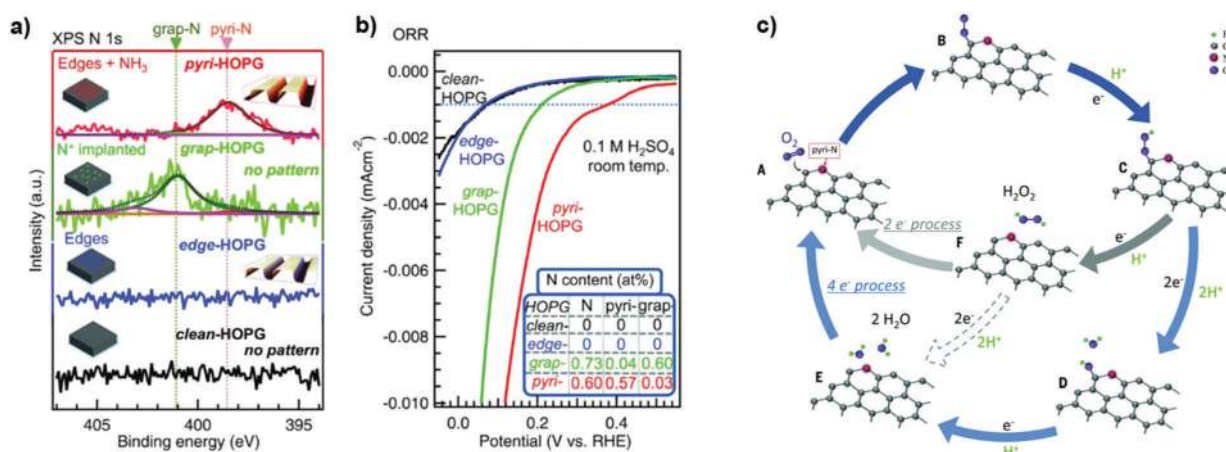 a)
XPS N 1s
grap-N
pyri-N
Edges + NH₃
pyri-HOPG
N⁺ implanted
grap-HOPG
no pattern
Edges
edge-HOPG
clean-HOPG
no pattern
Intensity (a.u.)
405
400
395
Binding energy (eV)
b)
ORR
0.000
-0.002
-0.004
-0.006
-0.008
-0.010
Current density (mAcm⁻²)
clean-
HOPG
edge-
HOPG
grap-
HOPG
pyri-
HOPG
0.1 M H₂SO₄
room temp.
N content (at%)
HOPG N pyri- grap-
clean- 0 0 0
edge- 0 0 0
grap- 0.73 0.04 0.60
pyri- 0.60 0.57 0.03
0.0
0.2
0.4
Potential (V vs. RHE)
c)
B
H⁺
e⁻
O₂
pyri-N
A
C
H₂O₂
2 e⁻ process
F
e⁻
H⁺
4 e⁻ process
2e⁻
2H⁺
2 H₂O
2e⁻
2H⁺
E
D
e⁻
H⁺